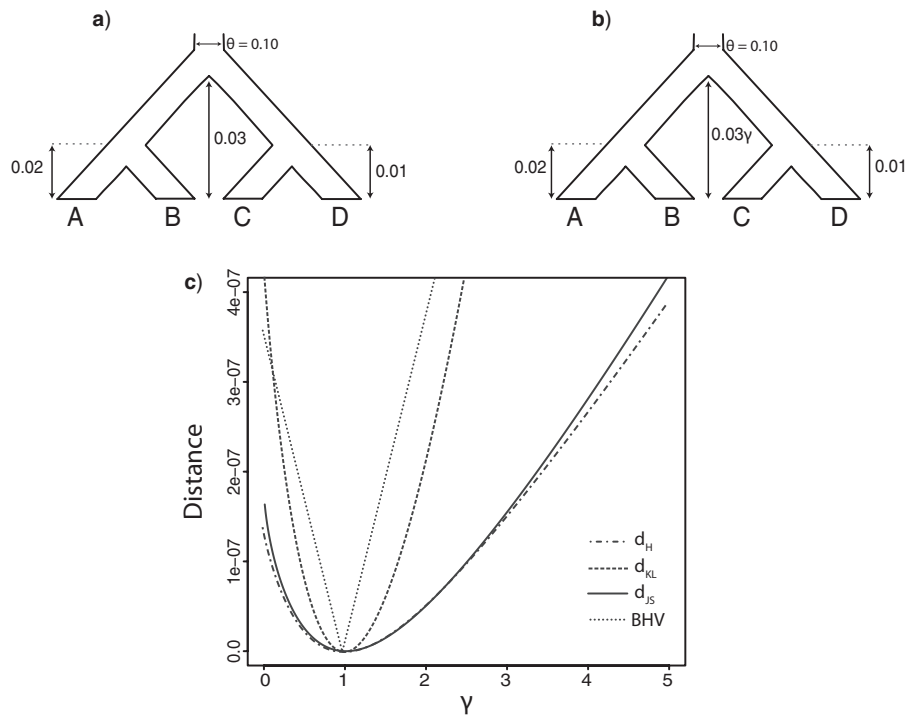 a)
b)
θ = 0.10
θ = 0.10
0.02
0.03
0.01
0.02
0.03γ
0.01
A B C D
A B C D
c)
4e−07
3e−07
2e−07
1e−07
0.0
Distance
d_H
d_KL
d_JS
BHV
0 1 2 3 4 5
γ